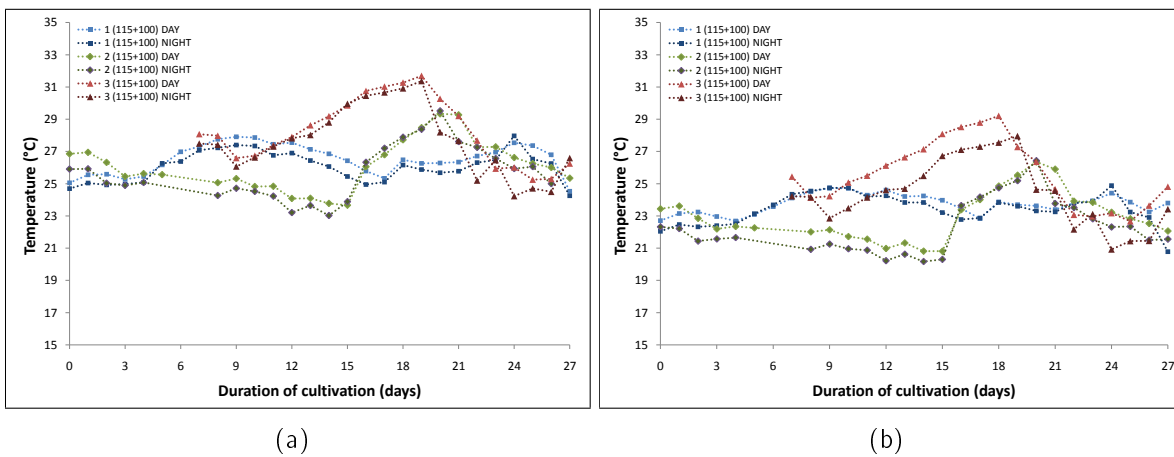 35
33
31
29
27
25
23
21
19
17
15
Temperature (°C)
1 (115+100) DAY
1 (115+100) NIGHT
2 (115+100) DAY
2 (115+100) NIGHT
3 (115+100) DAY
3 (115+100) NIGHT
0 3 6 9 12 15 18 21 24 27
Duration of cultivation (days)
(a)
35
33
31
29
27
25
23
21
19
17
15
Temperature (°C)
1 (115+100) DAY
1 (115+100) NIGHT
2 (115+100) DAY
2 (115+100) NIGHT
3 (115+100) DAY
3 (115+100) NIGHT
0 3 6 9 12 15 18 21 24 27
Duration of cultivation (days)
(b)